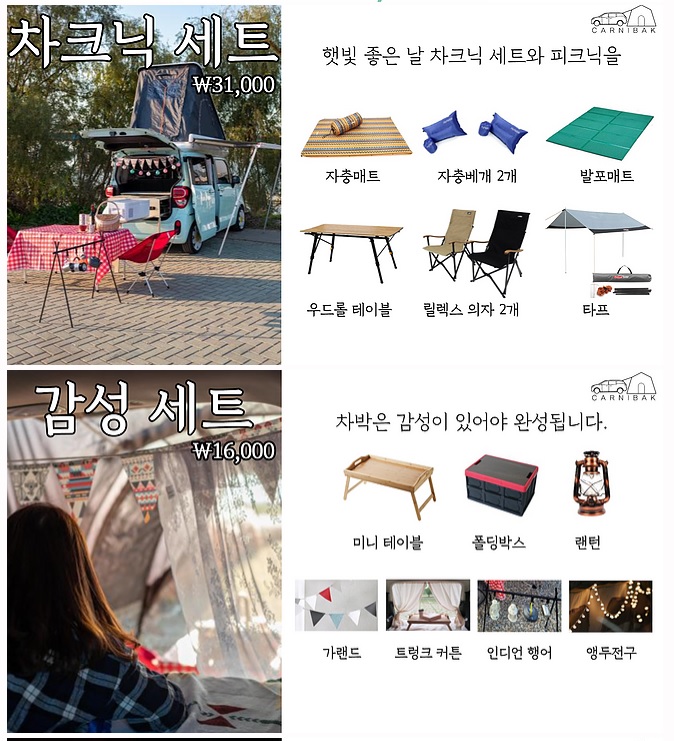 차크닉 세트
₩31,000
CARNIBAK
햇빛 좋은 날 차크닉 세트와 피크닉을
자충매트
자충베개 2개
발포매트
우드롤 테이블
릴렉스 의자 2개
타프
감성 세트
₩16,000
CARNIBAK
차박은 감성이 있어야 완성됩니다.
미니 테이블
폴딩박스
랜턴
가랜드
트렁크 커튼
인디언 행어
앵두전구